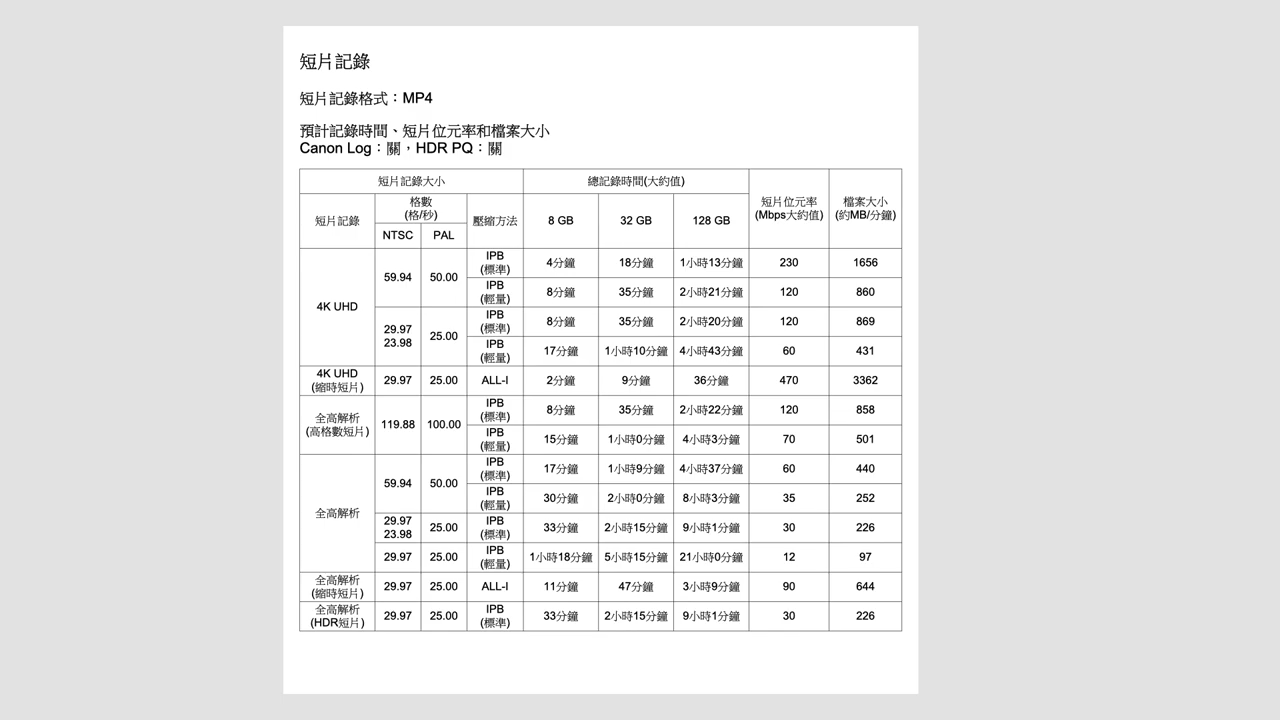 短片記錄
短片記錄格式：MP4
預計記錄時間、短片位元率和檔案大小
Canon Log：關，HDR PQ：關
短片記錄大小 總記錄時間(大約值) 短片位元率 (Mbps大約值) 檔案大小 (約MB/分鐘)
短片記錄 格數 (格/秒) 壓縮方法 8 GB 32 GB 128 GB
NTSC PAL
4K UHD 59.94 50.00 IPB (標準) 4分鐘 18分鐘 1小時13分鐘 230 1656
IPB (輕量) 8分鐘 35分鐘 2小時21分鐘 120 860
29.97 23.98 25.00 IPB (標準) 8分鐘 35分鐘 2小時20分鐘 120 869
IPB (輕量) 17分鐘 1小時10分鐘 4小時43分鐘 60 431
4K UHD (縮時短片) 29.97 25.00 ALL-I 2分鐘 9分鐘 36分鐘 470 3362
全高解析 (高格數短片) 119.88 100.00 IPB (標準) 8分鐘 35分鐘 2小時22分鐘 120 858
IPB (輕量) 15分鐘 1小時0分鐘 4小時3分鐘 70 501
全高解析 59.94 50.00 IPB (標準) 17分鐘 1小時9分鐘 4小時37分鐘 60 440
IPB (輕量) 30分鐘 2小時0分鐘 8小時3分鐘 35 252
29.97 23.98 25.00 IPB (標準) 33分鐘 2小時15分鐘 9小時1分鐘 30 226
29.97 25.00 IPB (輕量) 1小時18分鐘 5小時15分鐘 21小時0分鐘 12 97
全高解析 (縮時短片) 29.97 25.00 ALL-I 11分鐘 47分鐘 3小時9分鐘 90 644
全高解析 (HDR短片) 29.97 25.00 IPB (標準) 33分鐘 2小時15分鐘 9小時1分鐘 30 226